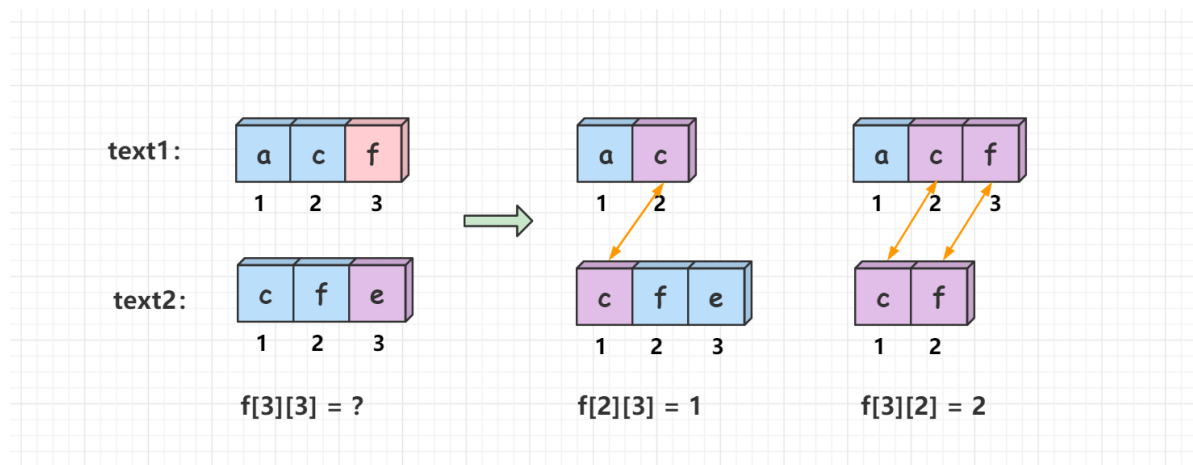 text1: a c f a c a c f
1 2 3 1 2 1 2 3
text2: c f e c f e c f
1 2 3 1 2 3 1 2
f[3][3] = ? f[2][3] = 1 f[3][2] = 2